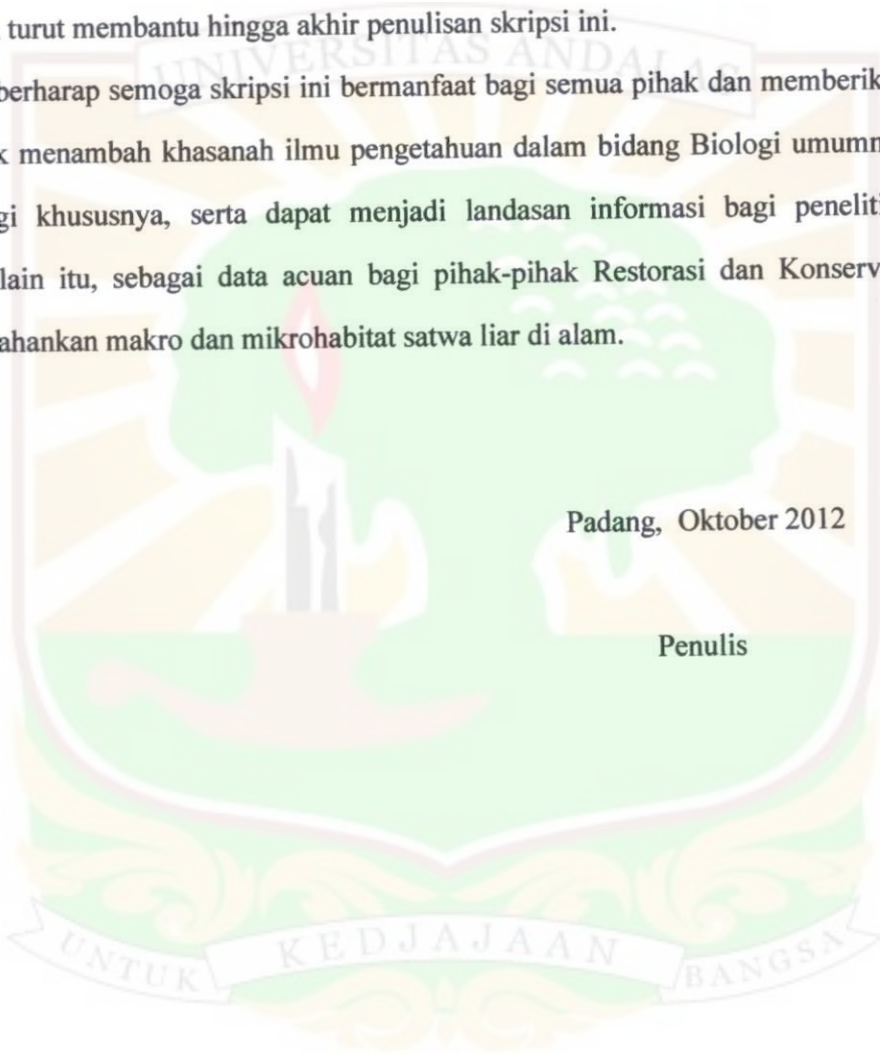 turut membantu hingga akhir penulisan skripsi ini.
UNIVERSITAS ANDALAS
berharap semoga skripsi ini bermanfaat bagi semua pihak dan memberik
k menambah khasanah ilmu pengetahuan dalam bidang Biologi umumn
gi khususnya, serta dapat menjadi landasan informasi bagi peneliti
lain itu, sebagai data acuan bagi pihak-pihak Restorasi dan Konserv
ahankan makro dan mikrohabitat satwa liar di alam.
Padang, Oktober 2012
Penulis
UNTUK KEDJAJAAN BANGSA